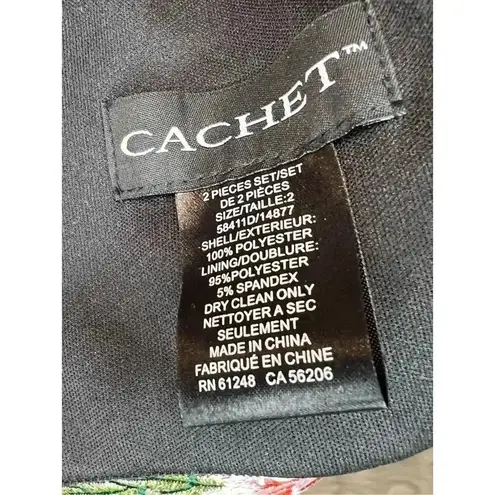 CACHET™
2 PIECES SET/SET
DE 2 PIÈCES
SIZE/TAILLE:2
58411D/14877
SHELL/EXTERIEUR:
100% POLYESTER
LINING/DOUBLURE:
95%POLYESTER
5% SPANDEX
DRY CLEAN ONLY
NETTOYER A SEC
SEULEMENT
MADE IN CHINA
FABRIQUÉ EN CHINE
RN 61248 CA 56206